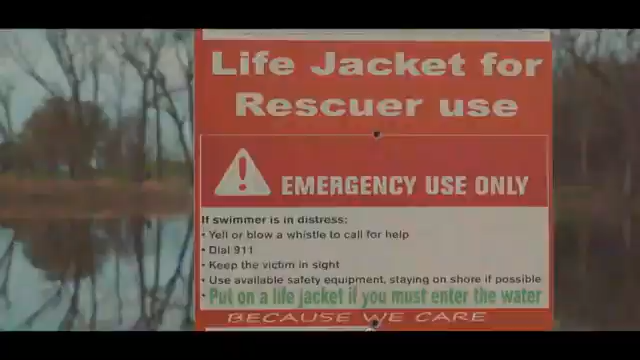 Life Jacket for
Rescuer use
EMERGENCY USE ONLY
If swimmer is in distress:
• Yell or blow a whistle to call for help
• Dial 911
• Keep the victim in sight
• Use available safety equipment, staying on shore if possible
• Put on a life jacket if you must enter the water
BECAUSE WE CARE